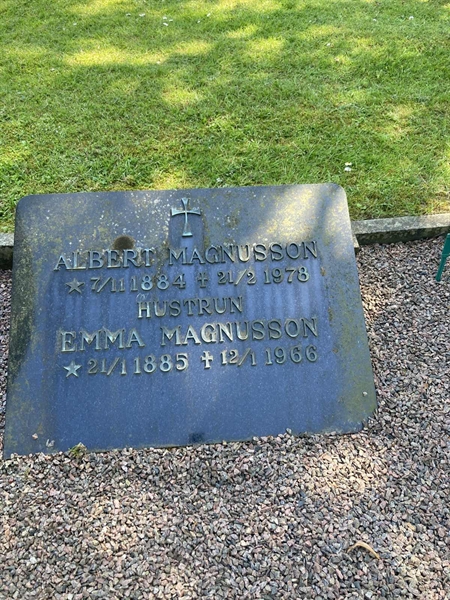 ALBERT MAGNUSSON
★ 7/11 1884 ✝ 21/2 1978
HUSTRUN
EMMA MAGNUSSON
★ 21/1 1885 ✝ 12/1 1966